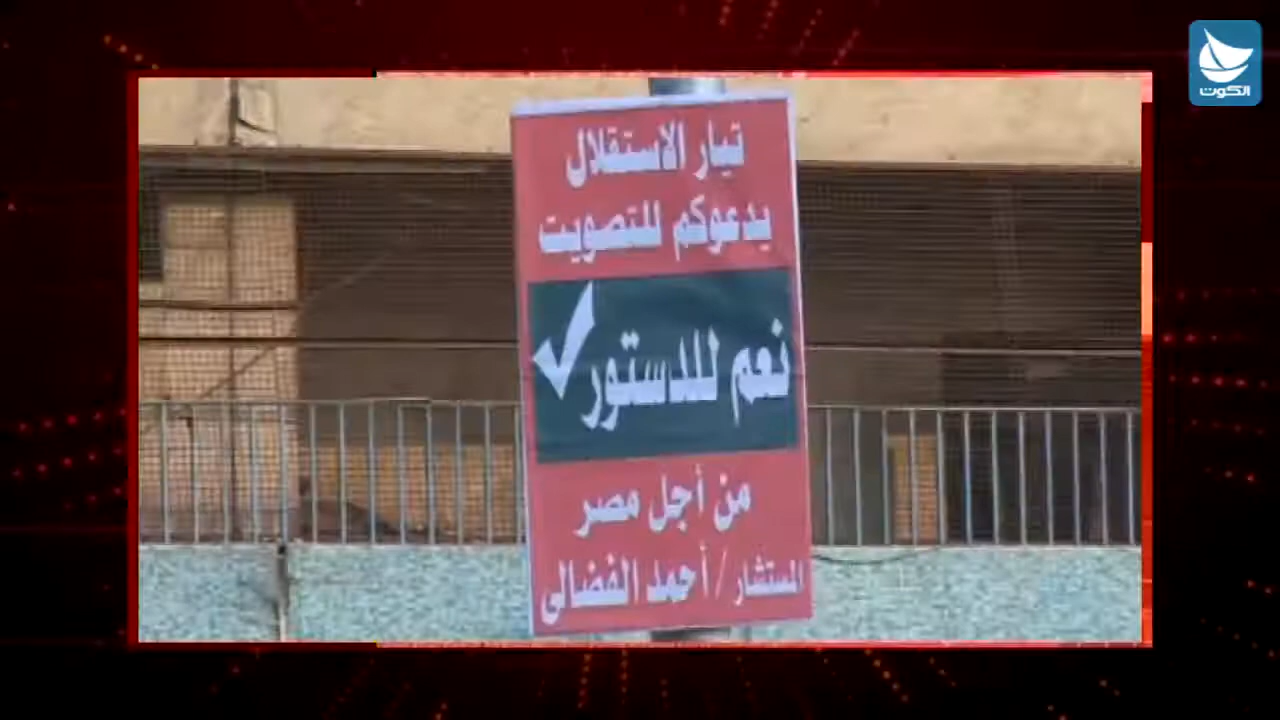 الكوت
تيار الاستقلال
يدعوكم للتصويت
نعم للدستور
من أجل مصر
المستشار / أحمد الفضالى